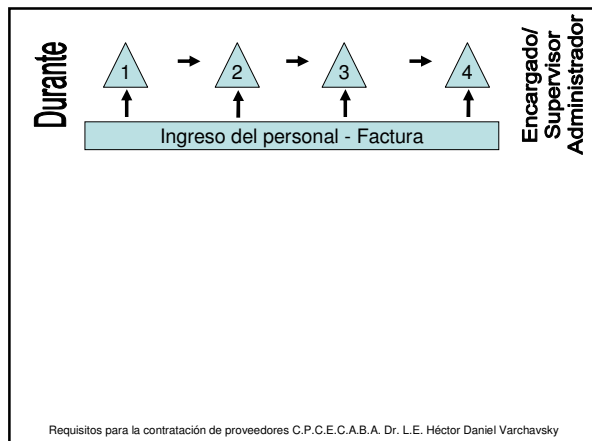 Durante
1
2
3
4
Ingreso del personal - Factura
Encargado/
Supervisor
Administrador
Requisitos para la contratación de proveedores C.P.C.E.C.A.B.A. Dr. L.E. Héctor Daniel Varchavsky